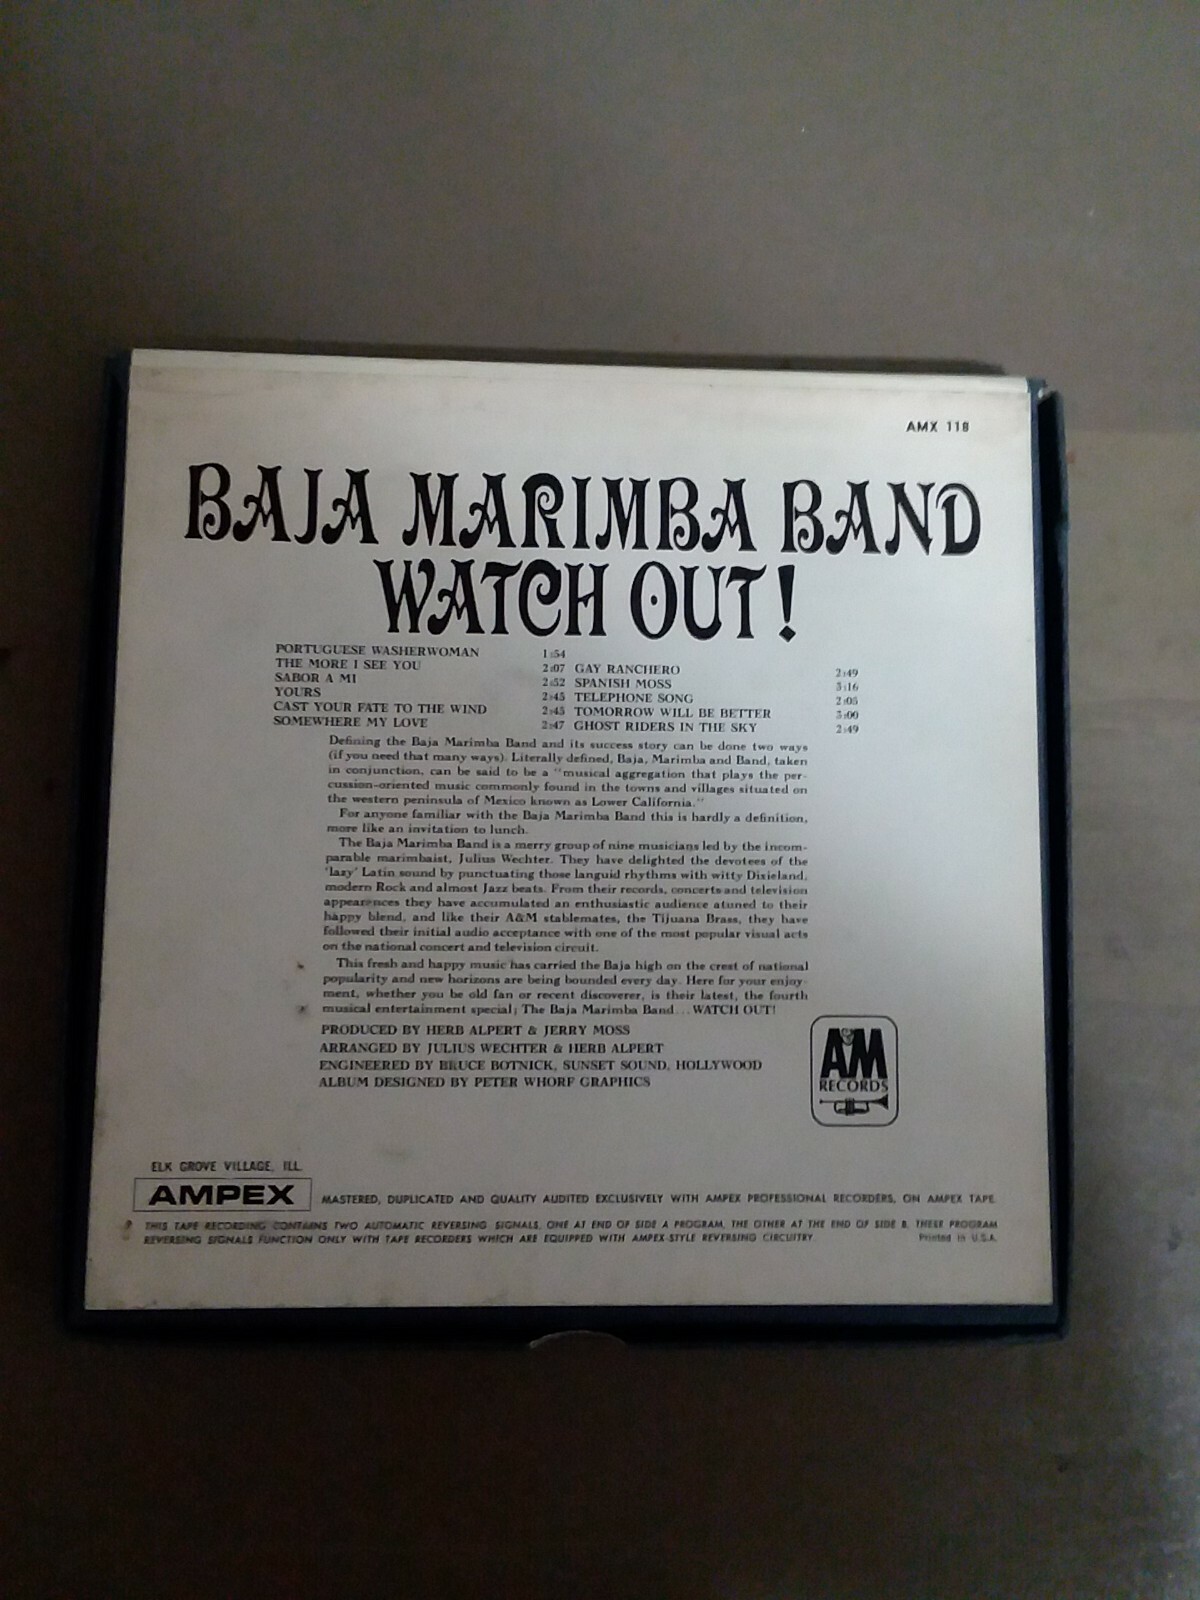 AMX 118
BAJA MARIMBA BAND
WATCH OUT!
PORTUGUESE WASHERWOMAN 1:54
THE MORE I SEE YOU 2:07
SABOR A MI 2:52
YOURS 2:45
CAST YOUR FATE TO THE WIND 2:45
SOMEWHERE MY LOVE 2:47
GAY RANCHERO 2:49
SPANISH MOSS 3:16
TELEPHONE SONG 2:05
TOMORROW WILL BE BETTER 3:00
GHOST RIDERS IN THE SKY 2:49
Defining the Baja Marimba Band and its success story can be done two ways
(if you need that many ways). Literally defined, Baja, Marimba and Band, taken
in conjunction, can be said to be a "musical aggregation that plays the per-
cussion-oriented music commonly found in the towns and villages situated on
the western peninsula of Mexico known as Lower California."
For anyone familiar with the Baja Marimba Band this is hardly a definition,
more like an invitation to lunch.
The Baja Marimba Band is a merry group of nine musicians led by the incom-
parable marimbaist, Julius Wechter. They have delighted the devotees of the
'lazy' Latin sound by punctuating those languid rhythms with witty Dixieland,
modern Rock and almost Jazz beats. From their records, concerts and television
appearences they have accumulated an enthusiastic audience atuned to their
happy blend, and like their A&M stablemates, the Tijuana Brass, they have
followed their initial audio acceptance with one of the most popular visual acts
on the national concert and television circuit.
This fresh and happy music has carried the Baja high on the crest of national
popularity and new horizons are being bounded every day. Here for your enjoy-
ment, whether you be old fan or recent discoverer, is their latest, the fourth
musical entertainment special; The Baja Marimba Band...WATCH OUT!
PRODUCED BY HERB ALPERT & JERRY MOSS
ARRANGED BY JULIUS WECHTER & HERB ALPERT
ENGINEERED BY BRUCE BOTNICK, SUNSET SOUND, HOLLYWOOD
ALBUM DESIGNED BY PETER WHORF GRAPHICS
A&M
RECORDS
ELK GROVE VILLAGE, ILL.
AMPEX MASTERED, DUPLICATED AND QUALITY AUDITED EXCLUSIVELY WITH AMPEX PROFESSIONAL RECORDERS, ON AMPEX TAPE.
THIS TAPE RECORDING CONTAINS TWO AUTOMATIC REVERSING SIGNALS, ONE AT END OF SIDE A PROGRAM, THE OTHER AT THE END OF SIDE B. THESE PROGRAM
REVERSING SIGNALS FUNCTION ONLY WITH TAPE RECORDERS WHICH ARE EQUIPPED WITH AMPEX-STYLE REVERSING CIRCUITRY. Printed in U.S.A.